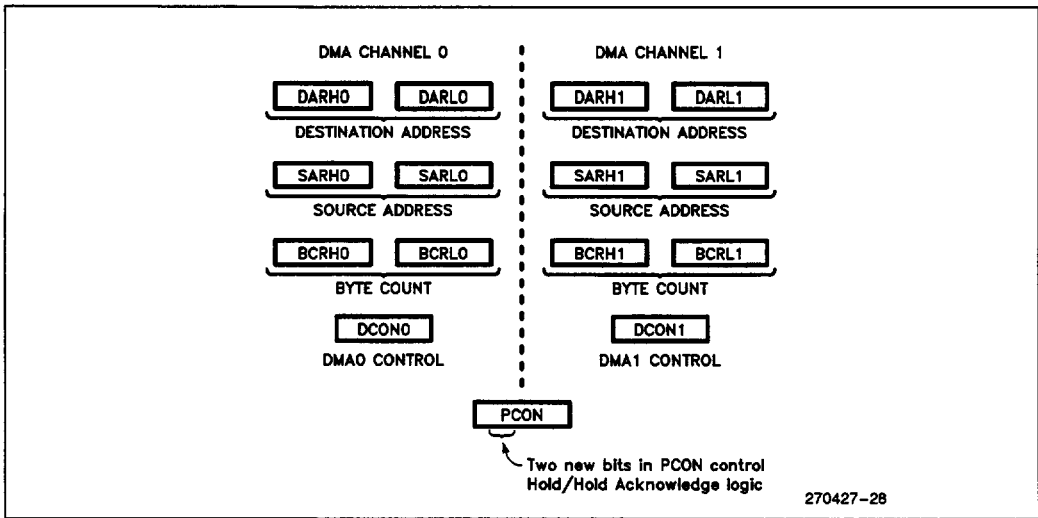 DMA CHANNEL 0 DMA CHANNEL 1
DARH0 DARL0 DARH1 DARL1
DESTINATION ADDRESS DESTINATION ADDRESS
SARH0 SARL0 SARH1 SARL1
SOURCE ADDRESS SOURCE ADDRESS
BCRH0 BCRL0 BCRH1 BCRL1
BYTE COUNT BYTE COUNT
DCON0 DCON1
DMA0 CONTROL DMA1 CONTROL
PCON
Two new bits in PCON control
Hold/Hold Acknowledge logic
270427-28